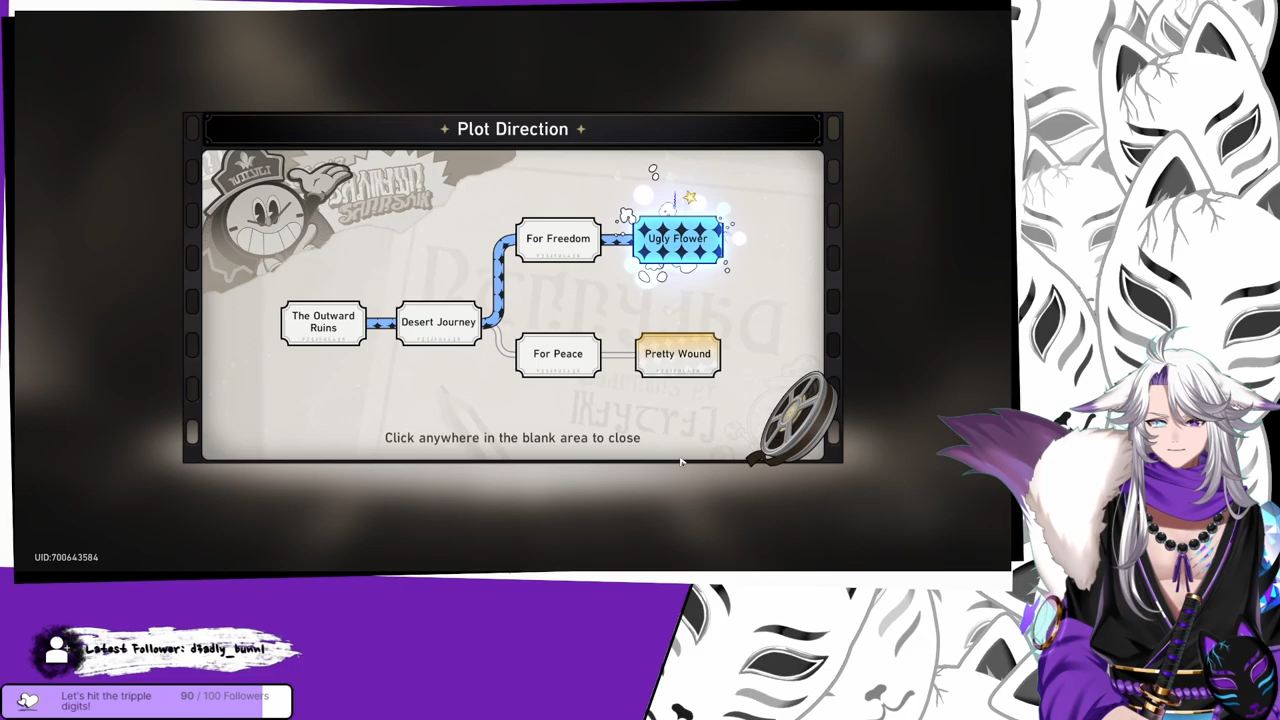 Plot Direction
For Freedom
Ugly Flower
The Outward
Ruins
Desert Journey
For Peace
Pretty Wound
Click anywhere in the blank area to close
UID:700643584
Latest Follower: d3adly_bunn1
Let's hit the tripple
digits!
90 / 100 Followers